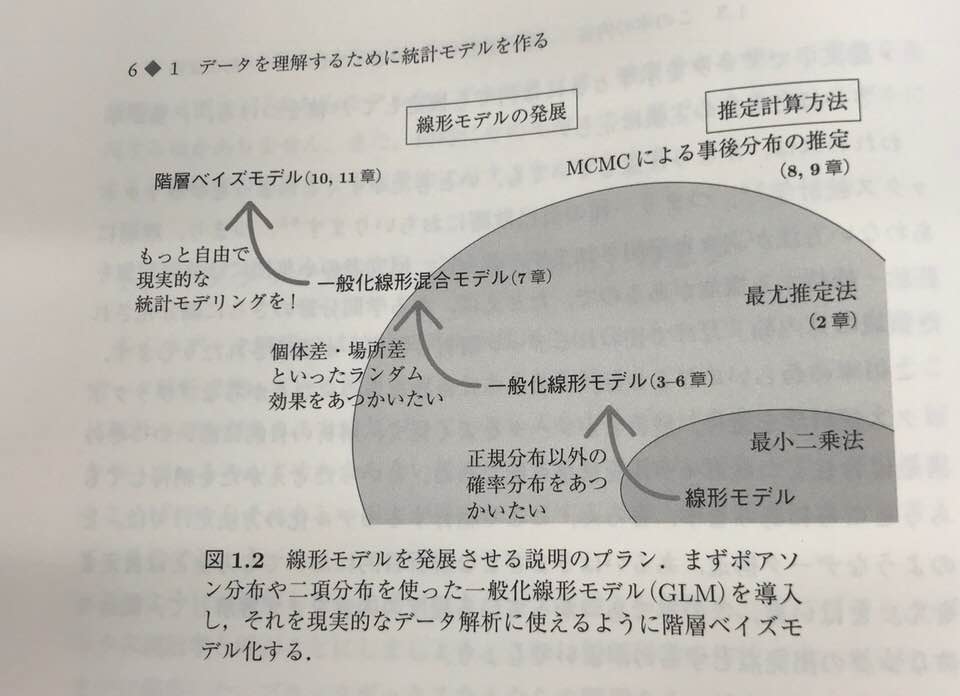 6 ◆ 1 データを理解するために統計モデルを作る
線形モデルの発展
推定計算方法
MCMC による事後分布の推定
(8, 9 章)
階層ベイズモデル(10, 11 章)
もっと自由で
現実的な
統計モデリングを!
一般化線形混合モデル(7 章)
最尤推定法
(2 章)
個体差・場所差
といったランダム
効果をあつかいたい
一般化線形モデル(3–6 章)
最小二乗法
正規分布以外の
確率分布をあつ
かいたい
線形モデル
図 1.2 線形モデルを発展させる説明のプラン.まずポアソ
ン分布や二項分布を使った一般化線形モデル(GLM)を導入
し,それを現実的なデータ解析に使えるように階層ベイズモ
デル化する.